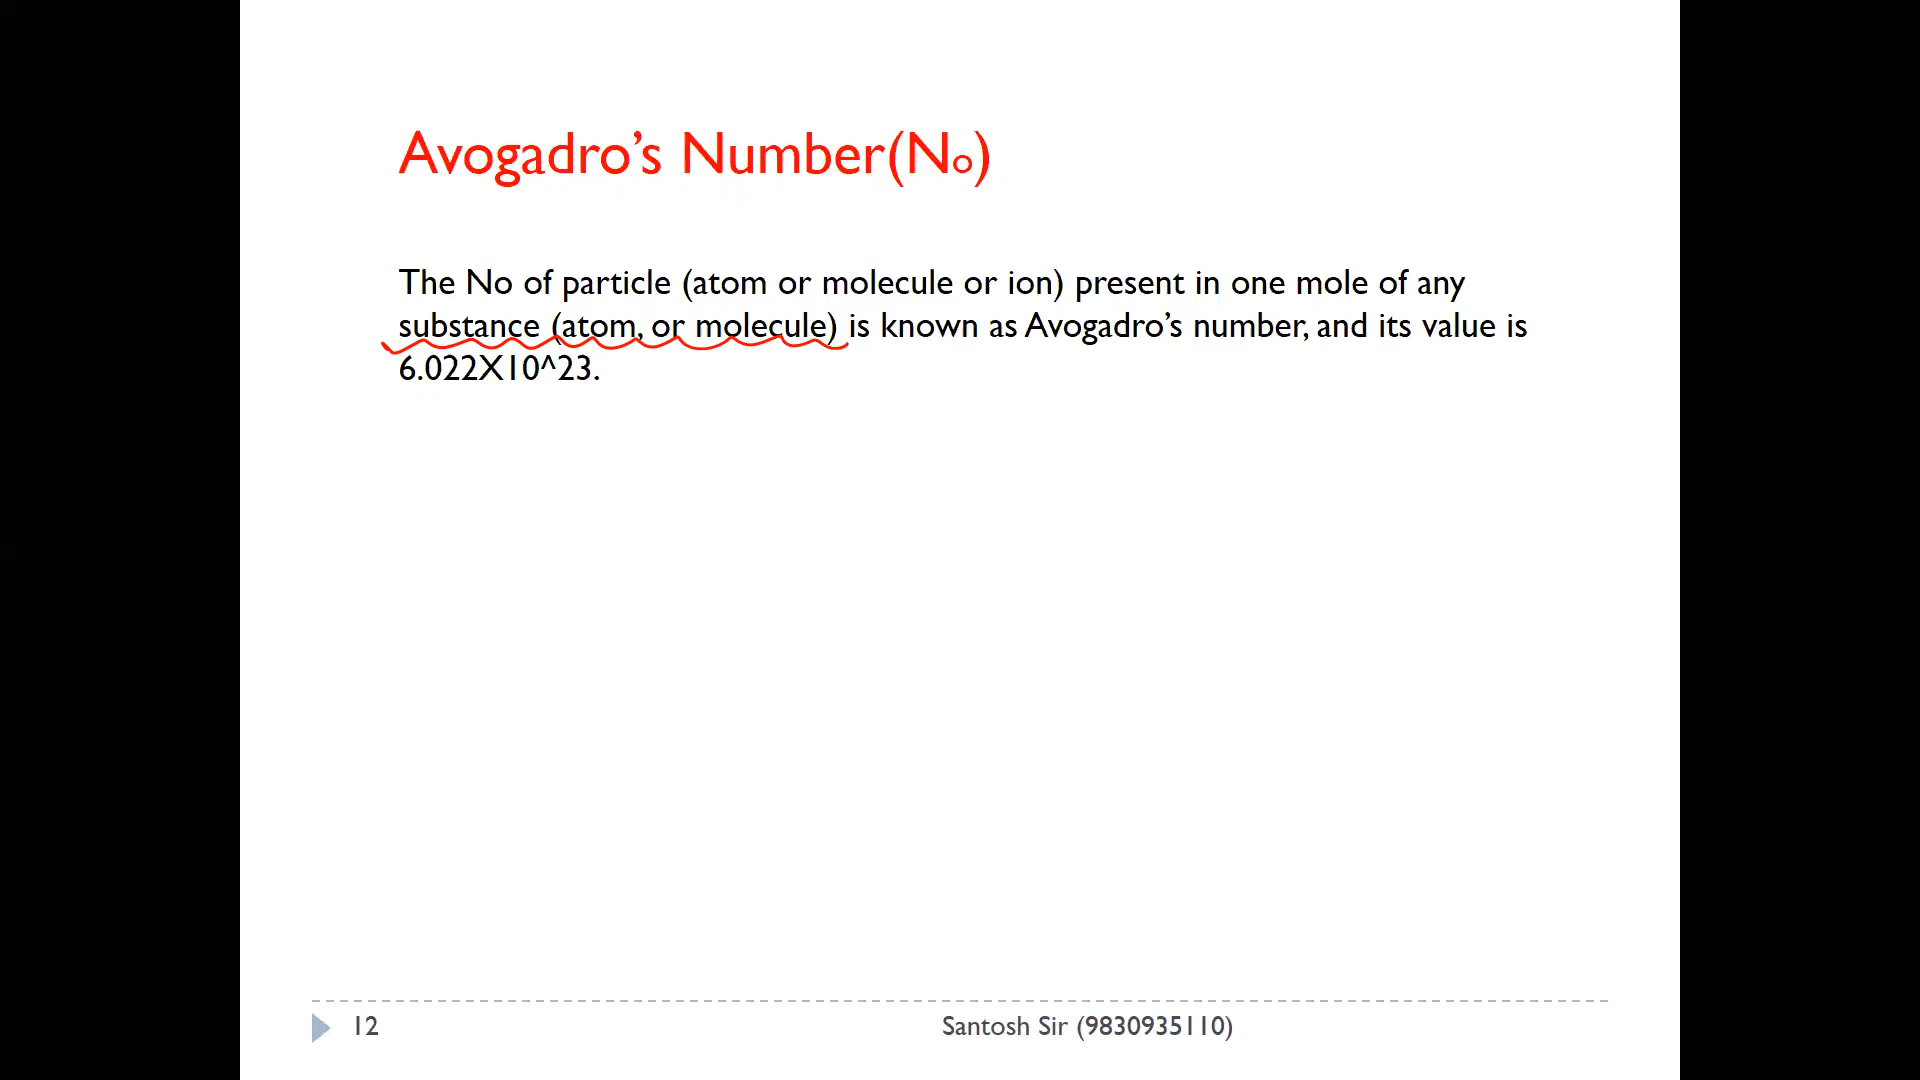 Avogadro’s Number(No)
The No of particle (atom or molecule or ion) present in one mole of any
substance (atom, or molecule) is known as Avogadro’s number, and its value is
6.022X10^23.
12
Santosh Sir (9830935110)